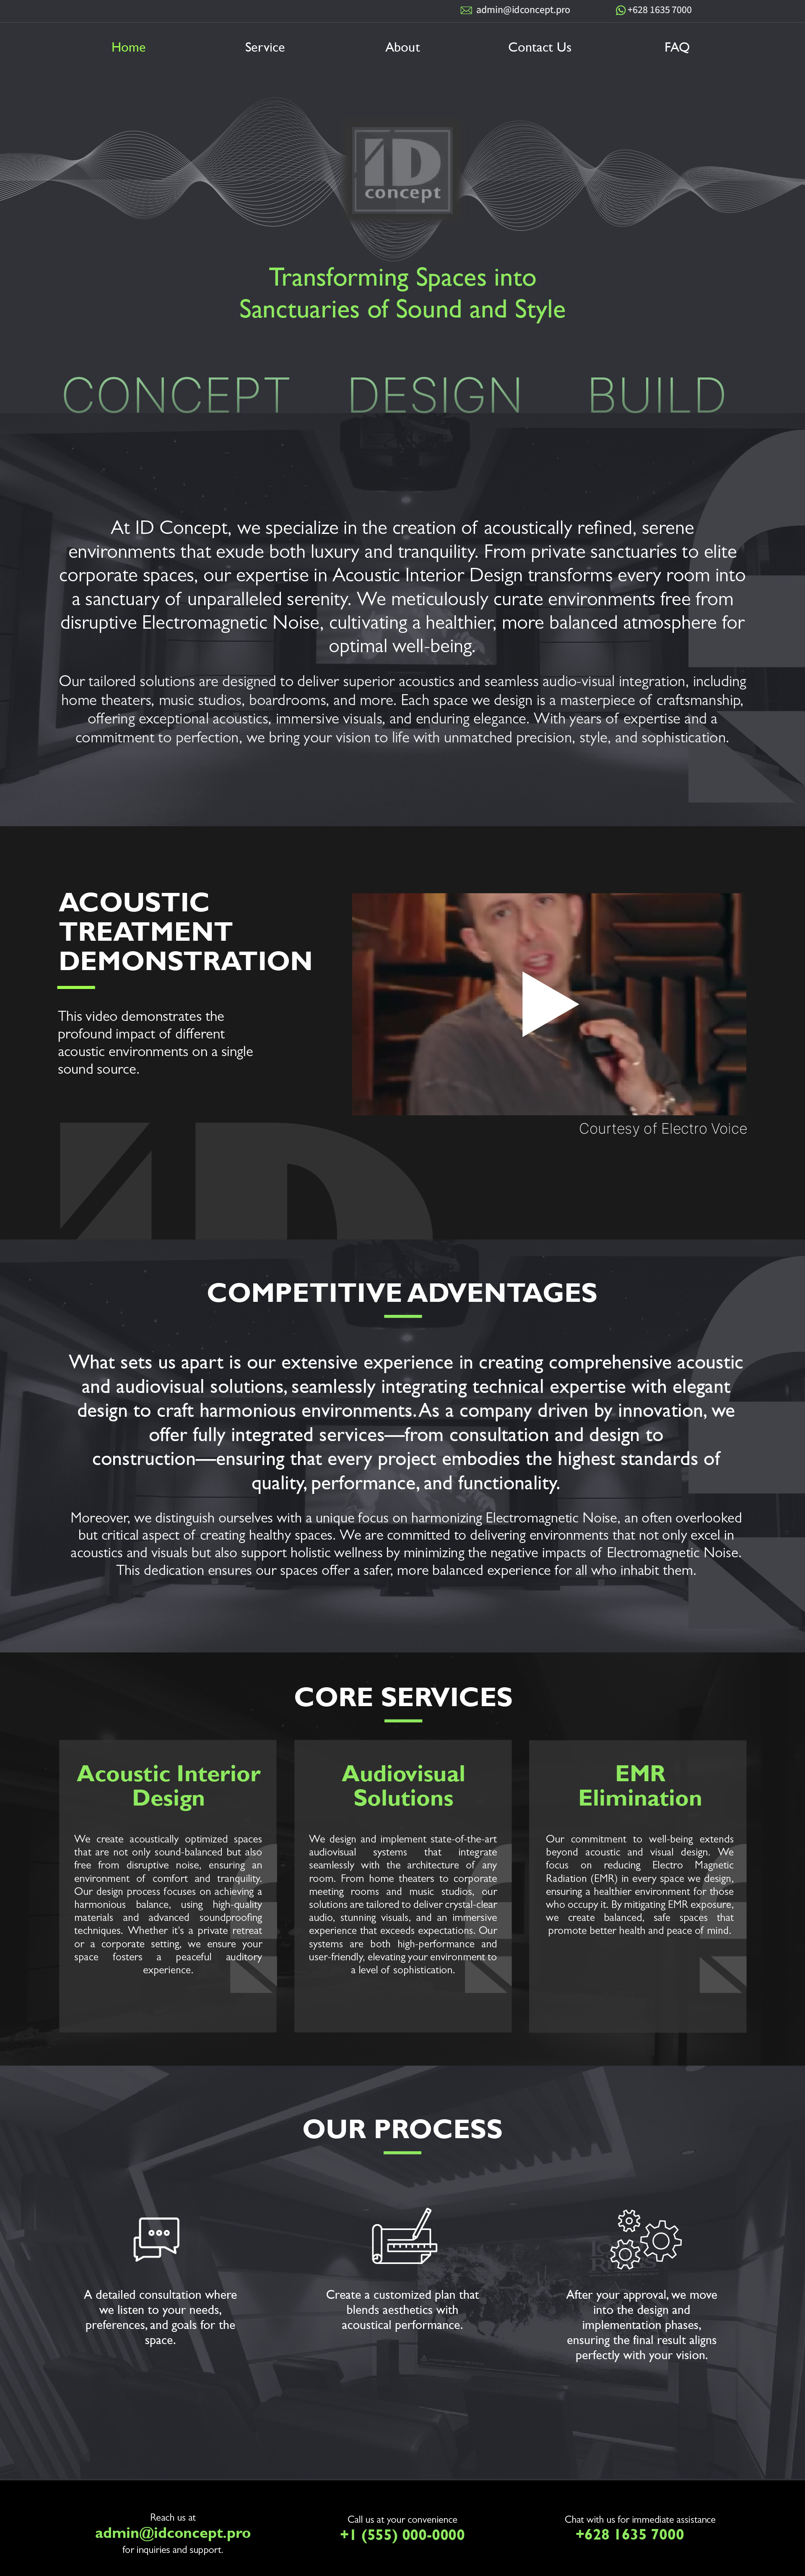 admin@idconcept.pro
+628 1635 7000
Home
Service
About
Contact Us
FAQ
iD
concept
Transforming Spaces into
Sanctuaries of Sound and Style
CONCEPT
DESIGN
BUILD
At ID Concept, we specialize in the creation of acoustically refined, serene
environments that exude both luxury and tranquility. From private sanctuaries to elite
corporate spaces, our expertise in Acoustic Interior Design transforms every room into
a sanctuary of unparalleled serenity. We meticulously curate environments free from
disruptive Electromagnetic Noise, cultivating a healthier, more balanced atmosphere for
optimal well-being.
Our tailored solutions are designed to deliver superior acoustics and seamless audio-visual integration, including
home theaters, music studios, boardrooms, and more. Each space we design is a masterpiece of craftsmanship,
offering exceptional acoustics, immersive visuals, and enduring elegance. With years of expertise and a
commitment to perfection, we bring your vision to life with unmatched precision, style, and sophistication.
ACOUSTIC
TREATMENT
DEMONSTRATION
This video demonstrates the
profound impact of different
acoustic environments on a single
sound source.
Courtesy of Electro Voice
COMPETITIVE ADVENTAGES
What sets us apart is our extensive experience in creating comprehensive acoustic
and audiovisual solutions, seamlessly integrating technical expertise with elegant
design to craft harmonious environments. As a company driven by innovation, we
offer fully integrated services—from consultation and design to
construction—ensuring that every project embodies the highest standards of
quality, performance, and functionality.
Moreover, we distinguish ourselves with a unique focus on harmonizing Electromagnetic Noise, an often overlooked
but critical aspect of creating healthy spaces. We are committed to delivering environments that not only excel in
acoustics and visuals but also support holistic wellness by minimizing the negative impacts of Electromagnetic Noise.
This dedication ensures our spaces offer a safer, more balanced experience for all who inhabit them.
CORE SERVICES
Acoustic Interior
Design
We create acoustically optimized spaces
that are not only sound-balanced but also
free from disruptive noise, ensuring an
environment of comfort and tranquility.
Our design process focuses on achieving a
harmonious balance, using high-quality
materials and advanced soundproofing
techniques. Whether it's a private retreat
or a corporate setting, we ensure your
space fosters a peaceful auditory
experience.
Audiovisual
Solutions
We design and implement state-of-the-art
audiovisual systems that integrate
seamlessly with the architecture of any
room. From home theaters to corporate
meeting rooms and music studios, our
solutions are tailored to deliver crystal-clear
audio, stunning visuals, and an immersive
experience that exceeds expectations. Our
systems are both high-performance and
user-friendly, elevating your environment to
a level of sophistication.
EMR
Elimination
Our commitment to well-being extends
beyond acoustic and visual design. We
focus on reducing Electro Magnetic
Radiation (EMR) in every space we design,
ensuring a healthier environment for those
who occupy it. By mitigating EMR exposure,
we create balanced, safe spaces that
promote better health and peace of mind.
OUR PROCESS
A detailed consultation where
we listen to your needs,
preferences, and goals for the
space.
Create a customized plan that
blends aesthetics with
acoustical performance.
After your approval, we move
into the design and
implementation phases,
ensuring the final result aligns
perfectly with your vision.
Reach us at
admin@idconcept.pro
for inquiries and support.
Call us at your convenience
+1 (555) 000-0000
Chat with us for immediate assistance
+628 1635 7000